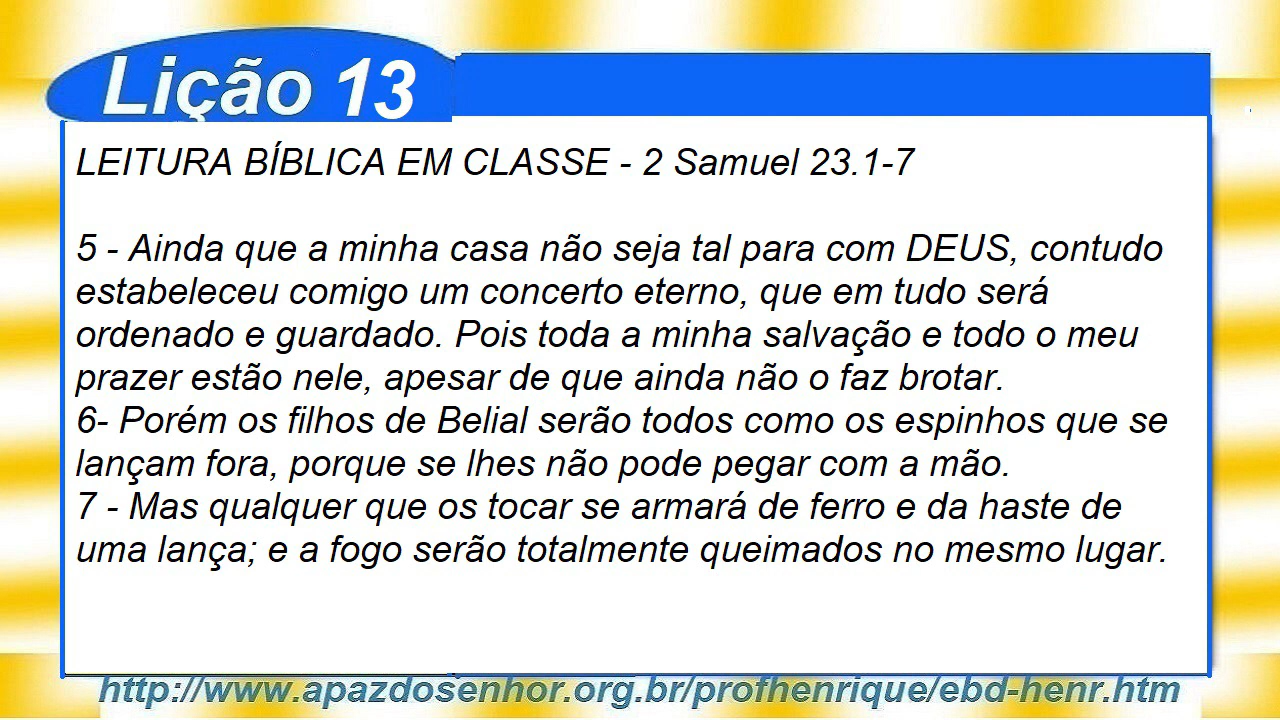 Lição 13
LEITURA BÍBLICA EM CLASSE - 2 Samuel 23.1-7
5 - Ainda que a minha casa não seja tal para com DEUS, contudo
estabeleceu comigo um concerto eterno, que em tudo será
ordenado e guardado. Pois toda a minha salvação e todo o meu
prazer estão nele, apesar de que ainda não o faz brotar.
6- Porém os filhos de Belial serão todos como os espinhos que se
lançam fora, porque se lhes não pode pegar com a mão.
7 - Mas qualquer que os tocar se armará de ferro e da haste de
uma lança; e a fogo serão totalmente queimados no mesmo lugar.
http://www.apazdosenhor.org.br/profhenrique/ebd-henr.htm